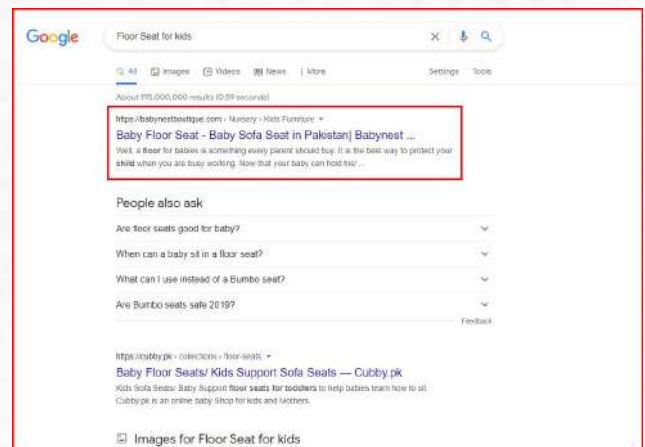 Google
Floor Seat for kids
All Images Videos News More Settings Tools
About 195,000,000 results (0.59 seconds)
https://babynestboutique.com › Nursery › Kids Furniture
Baby Floor Seat - Baby Sofa Seat in Pakistan| Babynest ...
Well, a floor for babies is something every parent should buy. It is the best way to protect your
child when you are busy working. Now that your baby can hold his/ ...
People also ask
Are floor seats good for baby?
When can a baby sit in a floor seat?
What can I use instead of a Bumbo seat?
Are Bumbo seats safe 2019?
Feedback
https://cubby.pk › collections › floor-seats
Baby Floor Seats/ Kids Support Sofa Seats — Cubby.pk
Kids Sofa Seats/ Baby Support floor seats for toddlers to help babies learn how to sit.
Cubby.pk is an online baby Shop for kids and Mothers.
Images for Floor Seat for kids